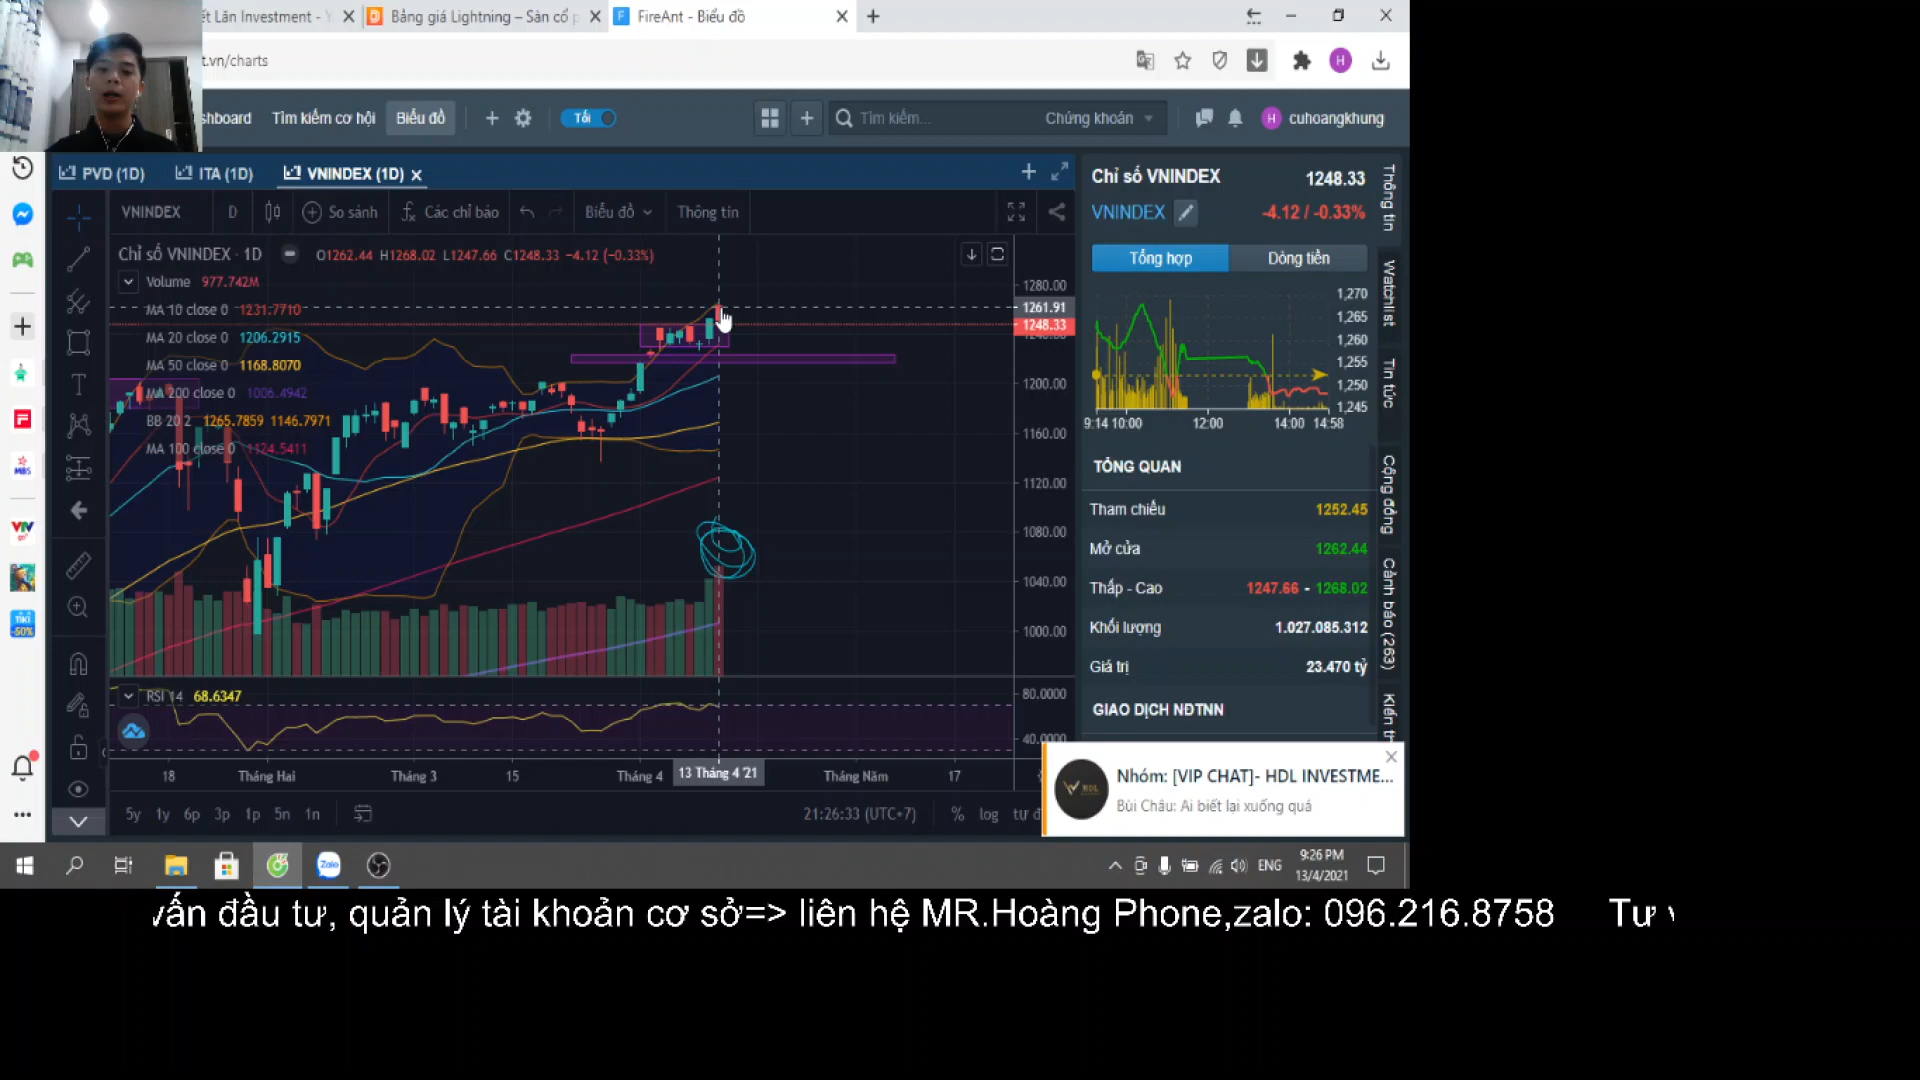 ết Lăn Investment - Y
Bảng giá Lightning – Sàn cổ p
FireAnt - Biểu đồ
t.vn/charts
shboard
Tìm kiếm cơ hội
Biểu đồ
Tối
Tìm kiếm...
Chứng khoán
cuhoangkhung
PVD (1D)
ITA (1D)
VNINDEX (1D)
VNINDEX
D
So sánh
Các chỉ báo
Biểu đồ
Thông tin
Chỉ số VNINDEX · 1D
O1262.44 H1268.02 L1247.66 C1248.33 −4.12 (−0.33%)
Volume 977.742M
MA 10 close 0 1231.7710
MA 20 close 0 1206.2915
MA 50 close 0 1168.8070
MA 200 close 0 1006.4942
BB 20 2 1265.7859 1146.7971
MA 100 close 0 1124.5411
1280.00
1261.91
1248.33
1200.00
1160.00
1120.00
1080.00
1040.00
1000.00
RSI 14 68.6347
80.0000
40.0000
18
Tháng Hai
Tháng 3
15
Tháng 4
13 Tháng 4 '21
Tháng Năm
17
5y 1y 6p 3p 1p 5n 1n
21:26:33 (UTC+7)
% log tự đ
Chỉ số VNINDEX
1248.33
VNINDEX
-4.12 / -0.33%
Tổng hợp
Dòng tiền
1,270
1,265
1,260
1,255
1,250
1,245
9:14 10:00 12:00 14:00 14:58
TỔNG QUAN
Tham chiếu 1252.45
Mở cửa 1262.44
Thấp - Cao 1247.66 - 1268.02
Khối lượng 1.027.085.312
Giá trị 23.470 tỷ
GIAO DỊCH NĐTNN
Thông tin
Watchlist
Tin tức
Cộng đồng
Cảnh báo (263)
Kiến th
Nhóm: [VIP CHAT]- HDL INVESTME...
Bùi Châu: Ai biết lại xuống quá
HDL
MBS
VTV
go
TIKI
-50%
Zalo
ENG
9:26 PM
13/4/2021
vấn đầu tư, quản lý tài khoản cơ sở=> liên hệ MR.Hoàng Phone,zalo: 096.216.8758 Tư v